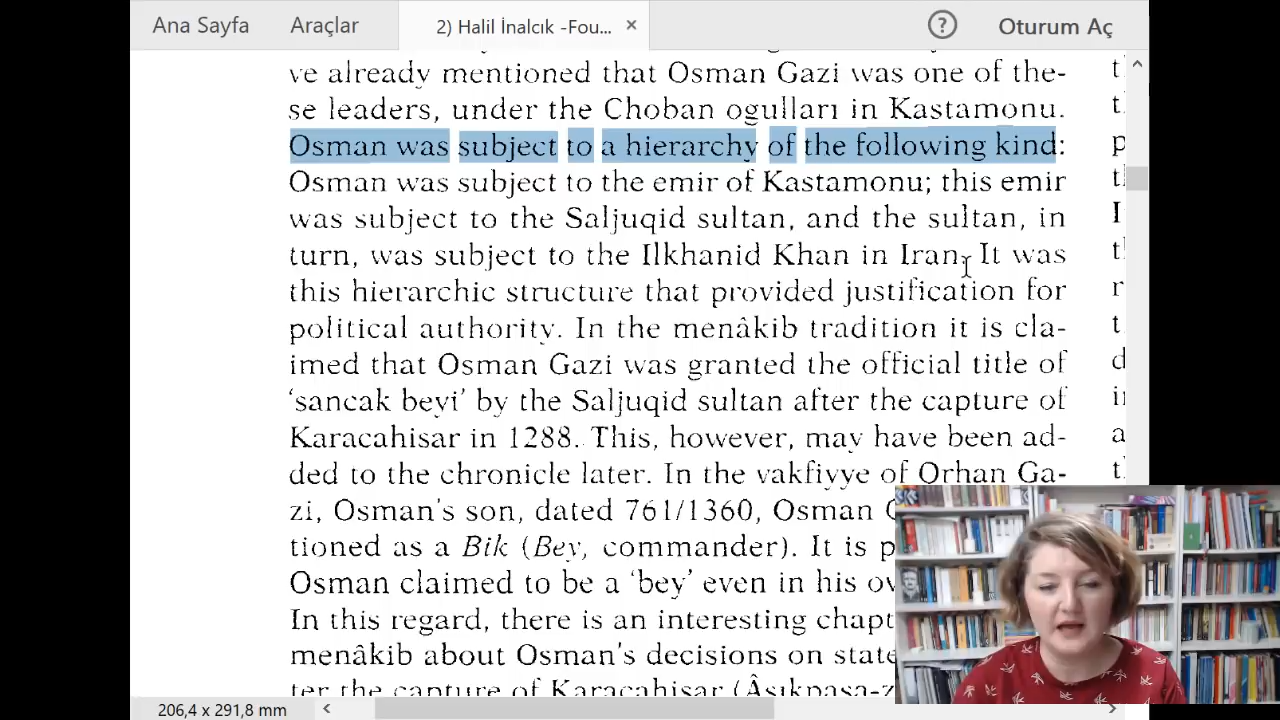 Ana Sayfa Araçlar 2) Halil İnalcık -Fou... × ? Oturum Aç
ve already mentioned that Osman Gazi was one of the-
se leaders, under the Choban ogulları in Kastamonu.
Osman was subject to a hierarchy of the following kind:
Osman was subject to the emir of Kastamonu; this emir
was subject to the Saljuqid sultan, and the sultan, in
turn, was subject to the Ilkhanid Khan in Iran. It was
this hierarchic structure that provided justification for
political authority. In the menâkib tradition it is cla-
imed that Osman Gazi was granted the official title of
‘sancak beyi’ by the Saljuqid sultan after the capture of
Karacahisar in 1288. This, however, may have been ad-
ded to the chronicle later. In the vakfiyye of Orhan Ga-
zi, Osman's son, dated 761/1360, Osman
tioned as a Bik (Bey, commander). It is
Osman claimed to be a ‘bey’ even in his
In this regard, there is an interesting
menâkib about Osman's decisions on
ter the capture of Karacahisar (Âşıkpaşa-z
206,4 x 291,8 mm